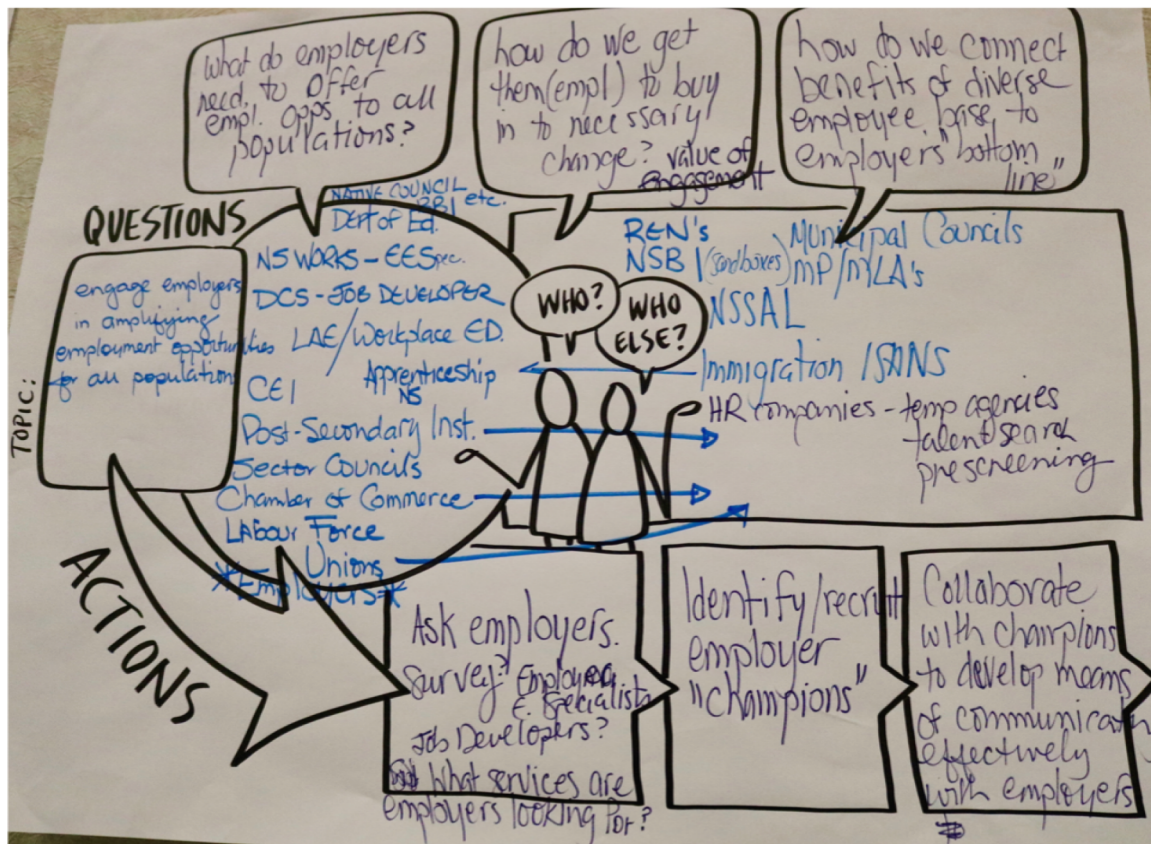 What do employers
need to offer
empl. opps to all
populations?
how do we get
them (empl) to buy
in to necessary
change? value of
engagement
how do we connect
benefits of diverse
employee base to
employers "bottom
line"
QUESTIONS
TOPIC:
engage employers
in amplifying
employment opportunities
for all populations
NATIVE COUNCIL
etc.
Dept of Ed.
NS WORKS - EE Spec.
DCS - JOB DEVELOPER
LAE/Workplace ED.
CEI
Apprenticeship
NS
Post-Secondary Inst.
Sector Councils
Chamber of Commerce
Labour Force
Unions
*Employers*
WHO?
WHO
ELSE?
REN's
NSBI (sandboxes)
Municipal Councils
MP/MLA's
NSSAL
Immigration / ISANS
HR companies - temp agencies
talent search
prescreening
ACTIONS
Ask employers.
Survey?
E. Specialists
Job Developers?
What services are
employers looking for?
Identify/recruit
employer
"champions"
Collaborate
with champions
to develop means
of communicating
effectively
with employers